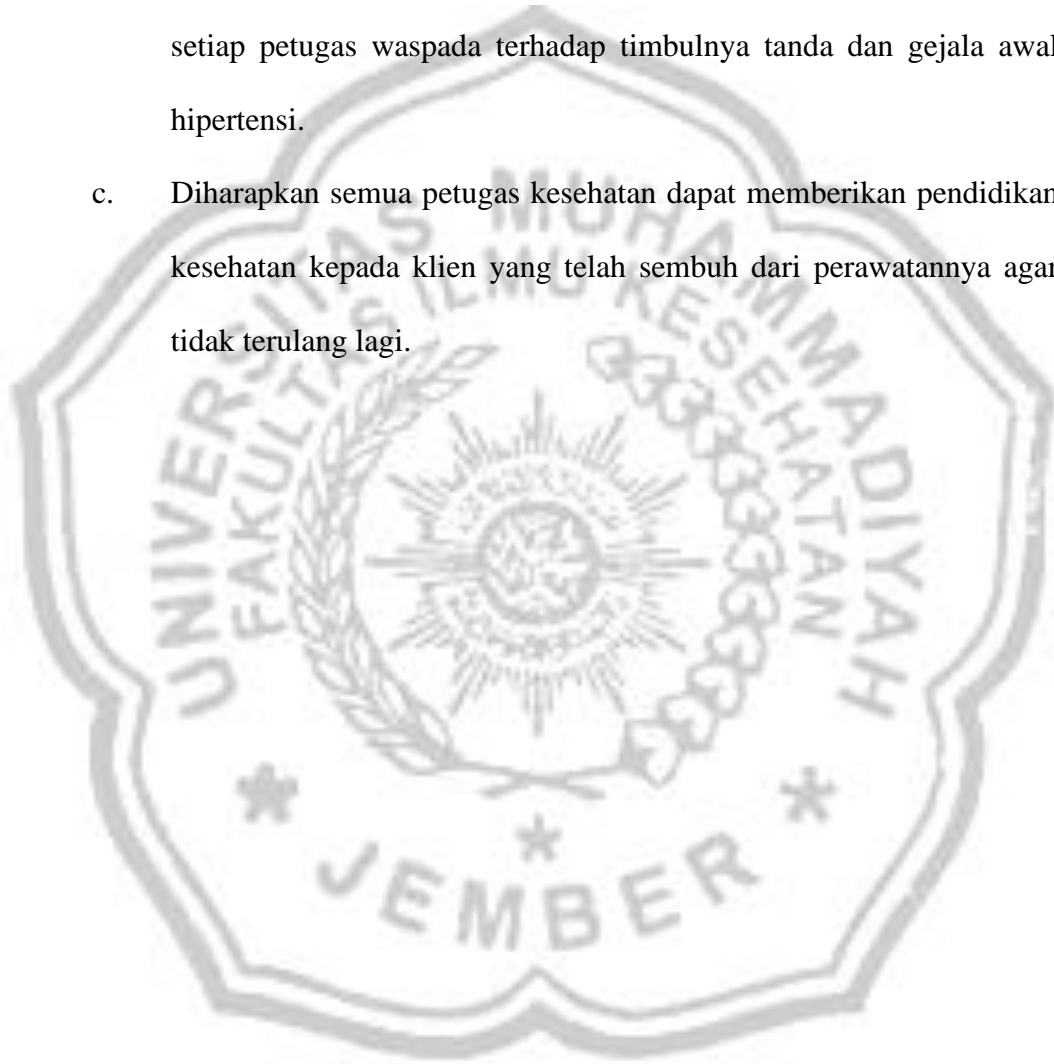 setiap petugas waspada terhadap timbulnya tanda dan gejala awal
hipertensi.
c. Diharapkan semua petugas kesehatan dapat memberikan pendidikan
kesehatan kepada klien yang telah sembuh dari perawatannya agar
tidak terulang lagi.
UNIVERSITAS MUHAMMADIYAH
FAKULTAS ILMU KESEHATAN
* JEMBER *